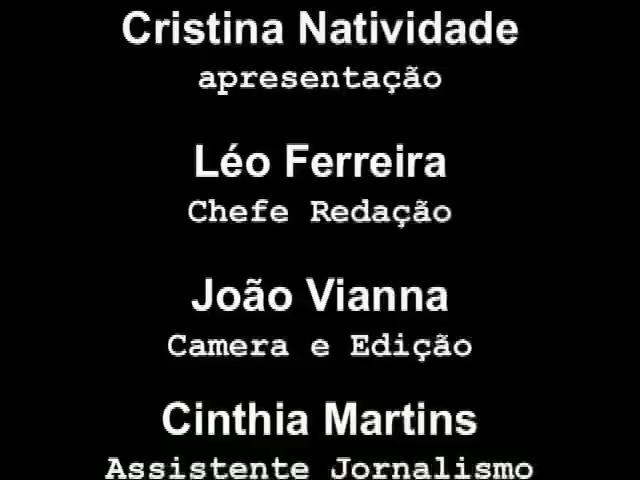 Cristina Natividade
apresentação
Léo Ferreira
Chefe Redação
João Vianna
Camera e Edição
Cinthia Martins
Assistente Jornalismo